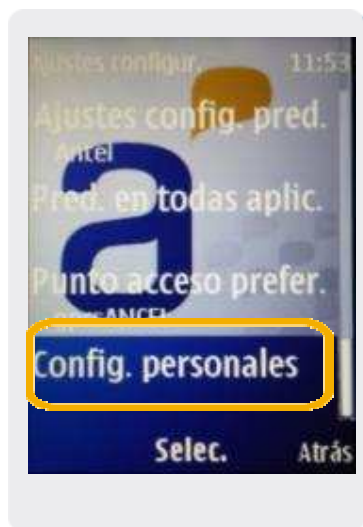 Ajustes configur. 11:53
Ajustes config. pred.
Antel
Pred. en todas aplic.
Punto acceso prefer.
Config. personales
Selec. Atrás